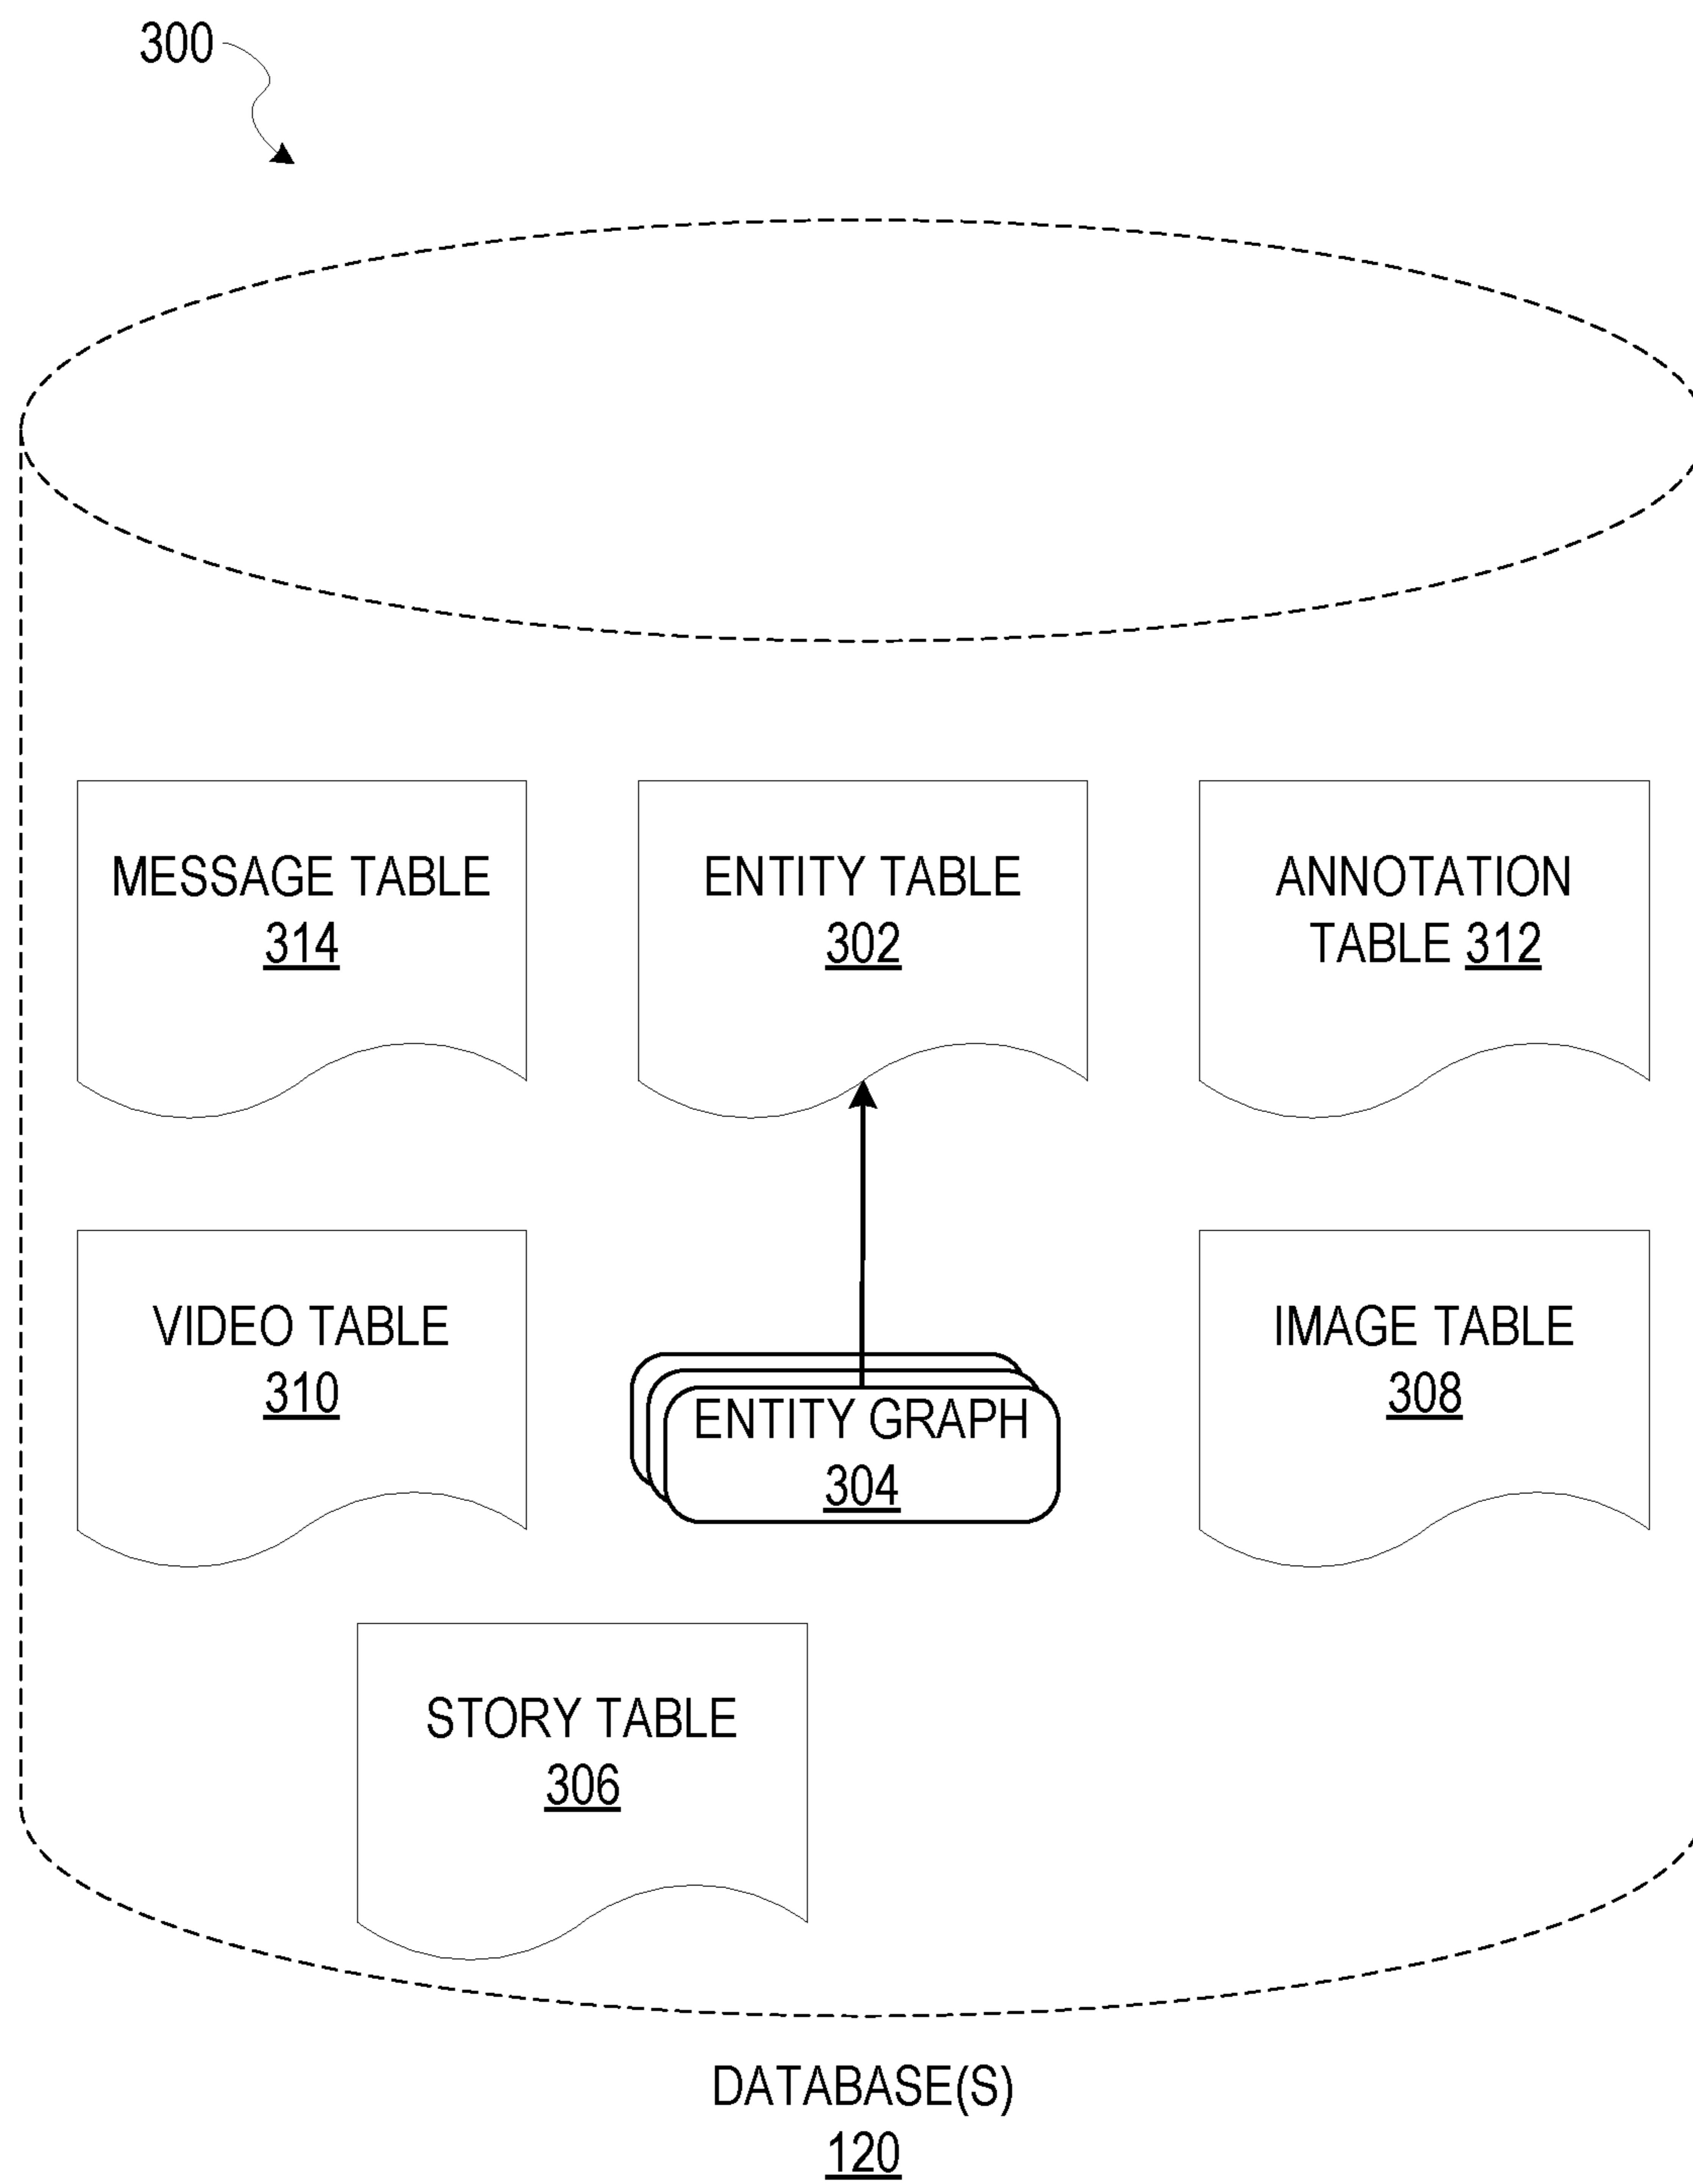 300
MESSAGE TABLE
314
ENTITY TABLE
302
ANNOTATION
TABLE 312
VIDEO TABLE
310
ENTITY GRAPH
304
IMAGE TABLE
308
STORY TABLE
306
DATABASE(S)
120